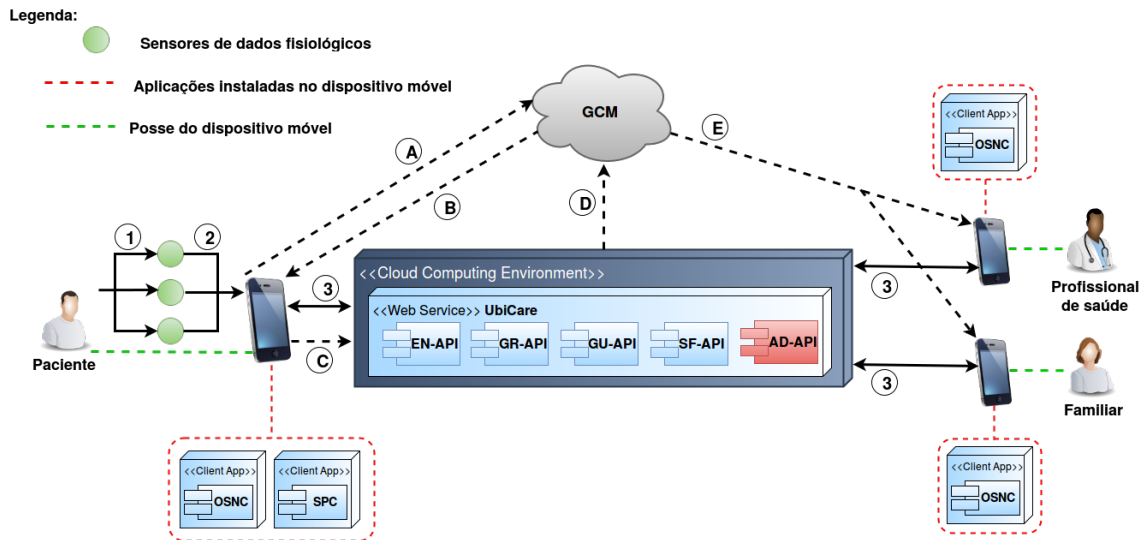 Legenda:
Sensores de dados fisiológicos
Aplicações instaladas no dispositivo móvel
Posse do dispositivo móvel
GCM
A
B
D
E
<<Client App>>
OSNC
1
2
3
C
Paciente
<<Cloud Computing Environment>>
<<Web Service>> UbiCare
EN-API
GR-API
GU-API
SF-API
AD-API
3
3
Profissional
de saúde
Familiar
<<Client App>>
OSNC
<<Client App>>
SPC
<<Client App>>
OSNC